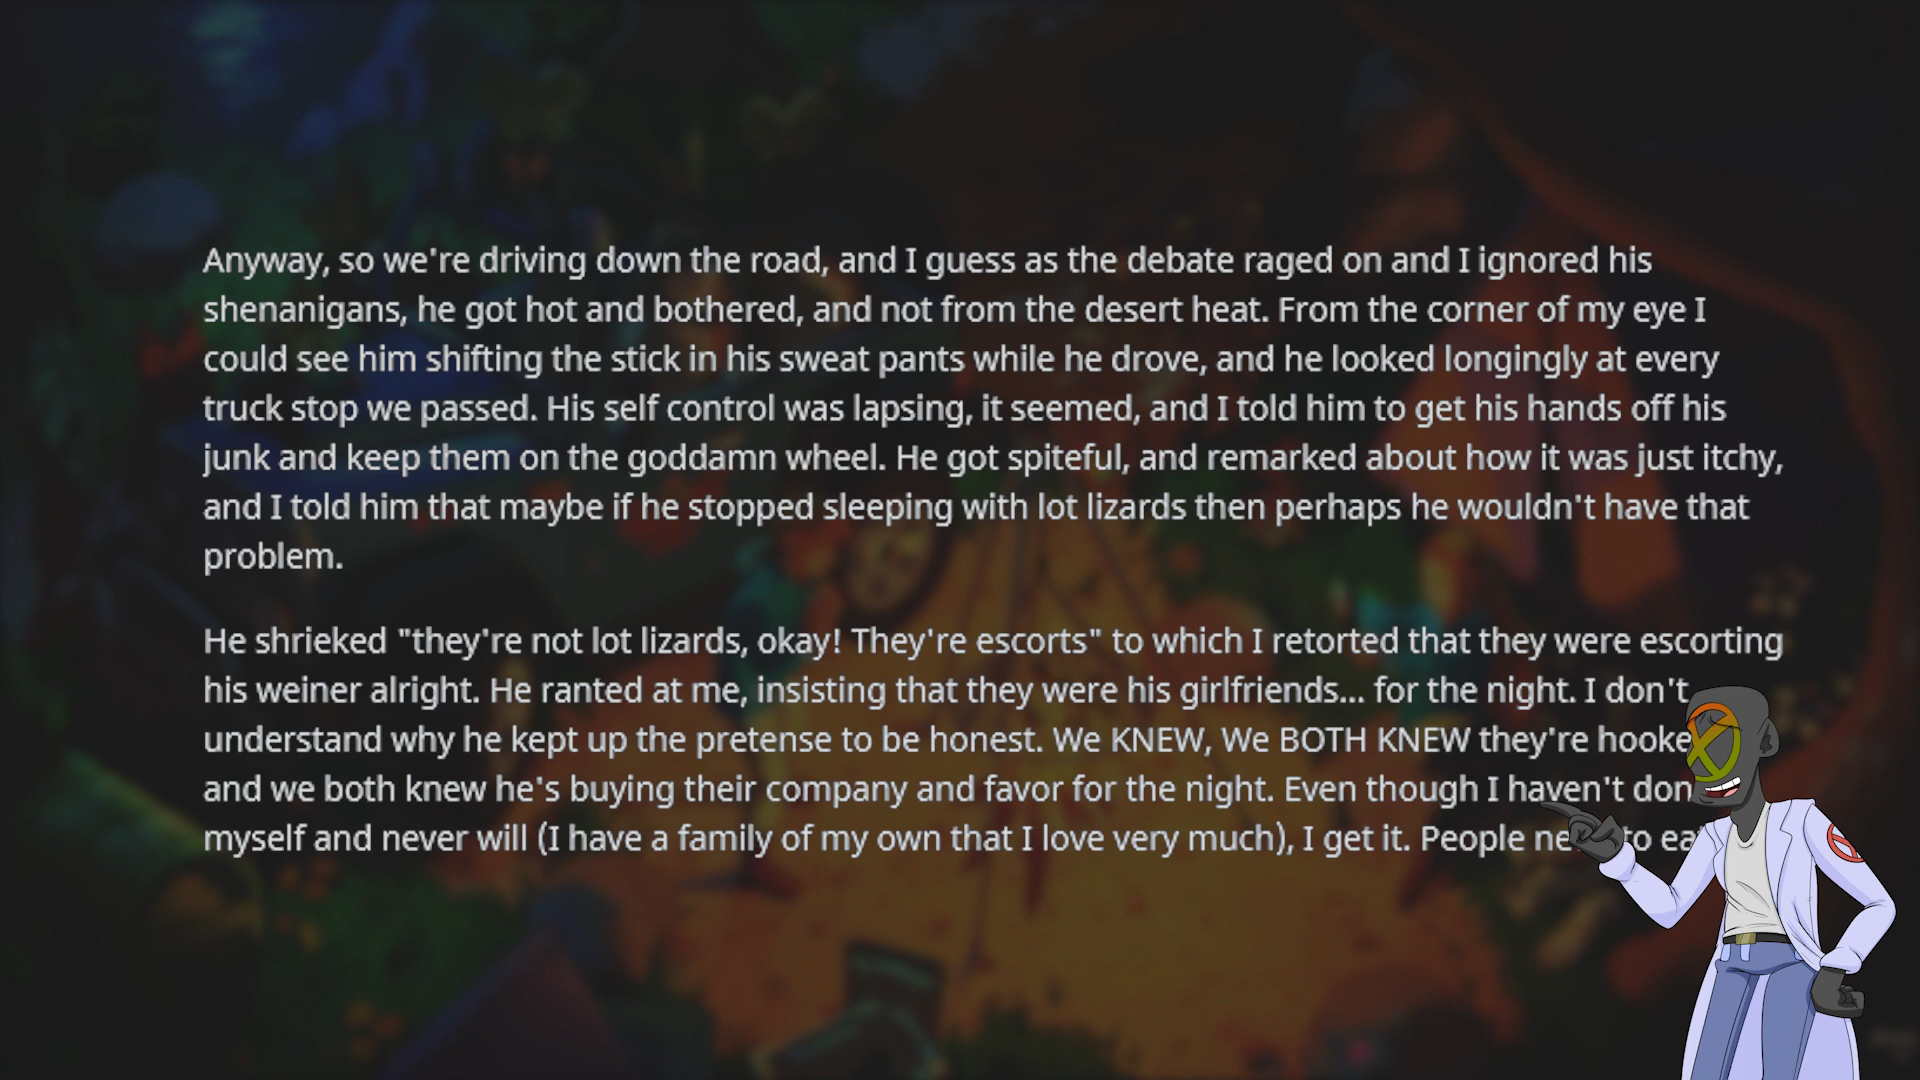 Anyway, so we're driving down the road, and I guess as the debate raged on and I ignored his
shenanigans, he got hot and bothered, and not from the desert heat. From the corner of my eye I
could see him shifting the stick in his sweat pants while he drove, and he looked longingly at every
truck stop we passed. His self control was lapsing, it seemed, and I told him to get his hands off his
junk and keep them on the goddamn wheel. He got spiteful, and remarked about how it was just itchy,
and I told him that maybe if he stopped sleeping with lot lizards then perhaps he wouldn't have that
problem.
He shrieked "they're not lot lizards, okay! They're escorts" to which I retorted that they were escorting
his weiner alright. He ranted at me, insisting that they were his girlfriends... for the night. I don't
understand why he kept up the pretense to be honest. We KNEW, We BOTH KNEW they're
and we both knew he's buying their company and favor for the night. Even though I haven't
myself and never will (I have a family of my own that I love very much), I get it. People